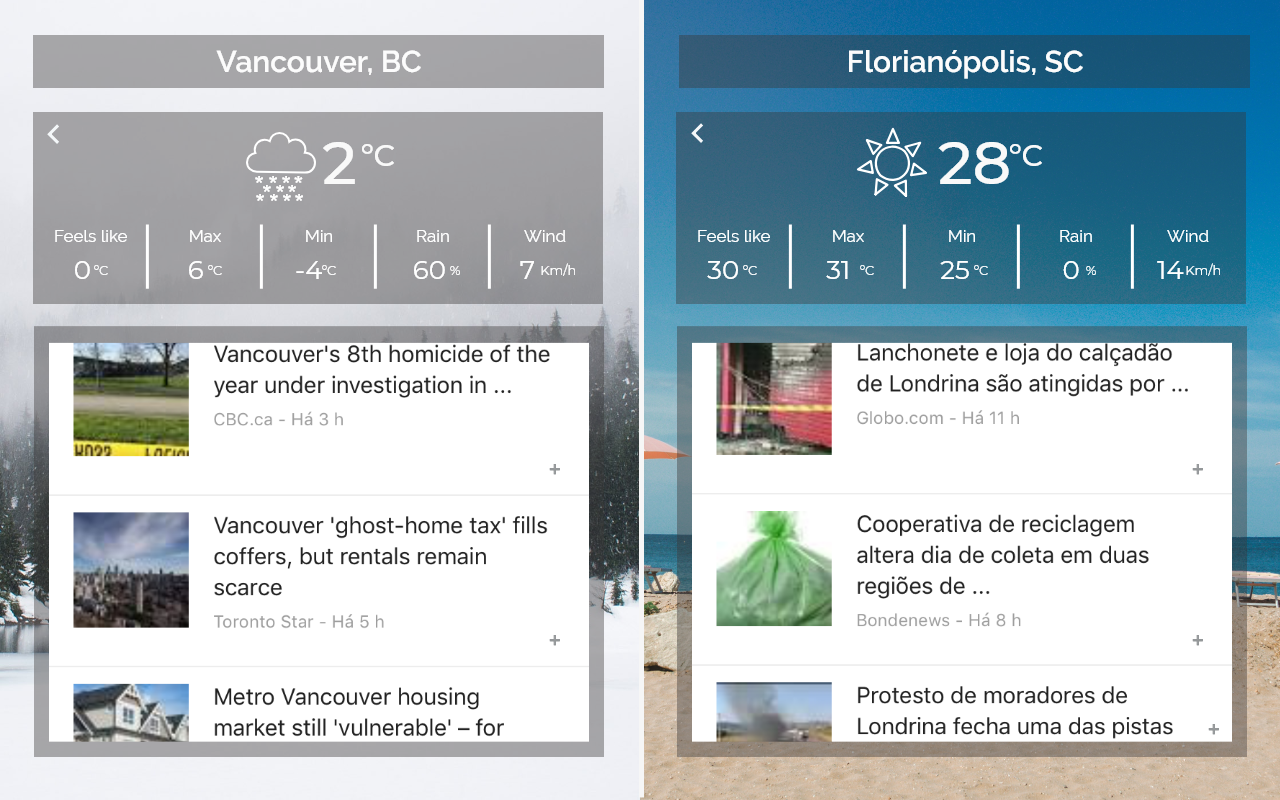 Vancouver, BC
2 °C
Feels like
Max
Min
Rain
Wind
0 °C
6 °C
-4°C
60 %
7 Km/h
Vancouver's 8th homicide of the
year under investigation in ...
CBC.ca - Há 3 h
+
Vancouver 'ghost-home tax' fills
coffers, but rentals remain
scarce
Toronto Star - Há 5 h
+
Metro Vancouver housing
market still 'vulnerable' – for
Florianópolis, SC
28°C
Feels like
Max
Min
Rain
Wind
30 °C
31 °C
25 °C
0 %
14 Km/h
Lanchonete e loja do calçadão
de Londrina são atingidas por ...
Globo.com - Há 11 h
+
Cooperativa de reciclagem
altera dia de coleta em duas
regiões de ...
Bondenews - Há 8 h
+
Protesto de moradores de
Londrina fecha uma das pistas
+